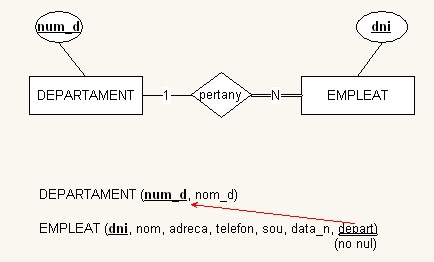 num_d
dni
DEPARTAMENT 1 pertany N EMPLEAT
DEPARTAMENT (num_d, nom_d)
EMPLEAT (dni, nom, adreca, telefon, sou, data_n, depart)
(no nul)